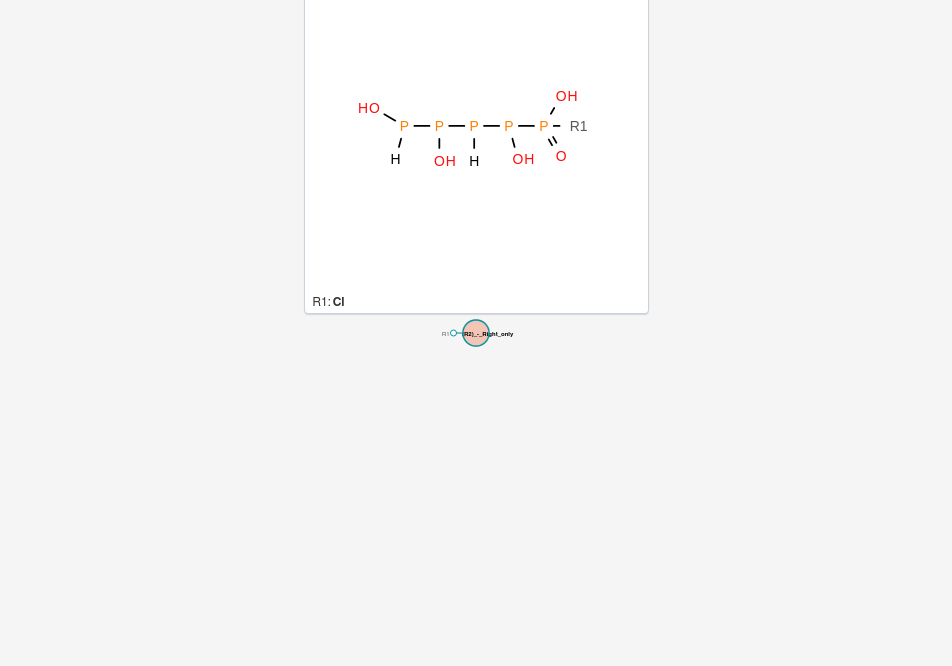 OH
HO
P P P P P R1
H OH H OH O
R1: Cl
R1 R2)_-_Right_only